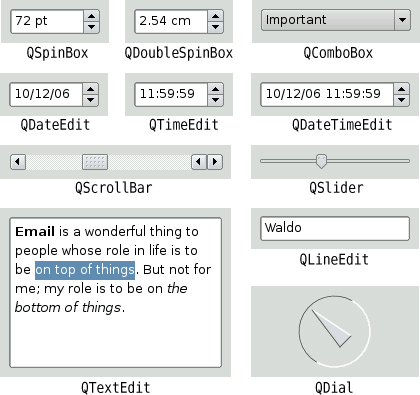 72 pt
2.54 cm
Important
QSpinBox
QDoubleSpinBox
QComboBox
10/12/06
11:59:59
10/12/06 11:59:59
QDateEdit
QTimeEdit
QDateTimeEdit
QScrollBar
QSlider
Email is a wonderful thing to
people whose role in life is to
be on top of things. But not for
me; my role is to be on the
bottom of things.
QTextEdit
Waldo
QLineEdit
QDial